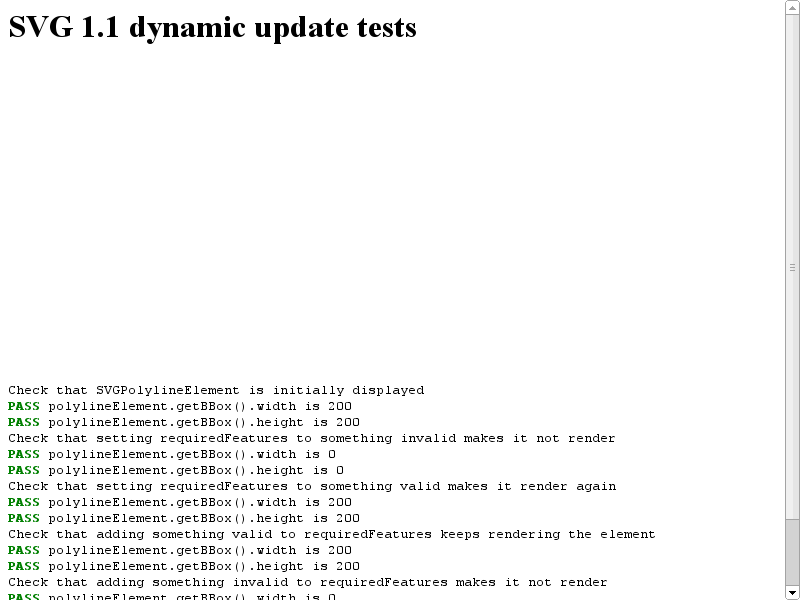 SVG 1.1 dynamic update tests
Check that SVGPolylineElement is initially displayed
PASS polylineElement.getBBox().width is 200
PASS polylineElement.getBBox().height is 200
Check that setting requiredFeatures to something invalid makes it not render
PASS polylineElement.getBBox().width is 0
PASS polylineElement.getBBox().height is 0
Check that setting requiredFeatures to something valid makes it render again
PASS polylineElement.getBBox().width is 200
PASS polylineElement.getBBox().height is 200
Check that adding something valid to requiredFeatures keeps rendering the element
PASS polylineElement.getBBox().width is 200
PASS polylineElement.getBBox().height is 200
Check that adding something invalid to requiredFeatures makes it not render
PASS polylineElement.getBBox().width is 0